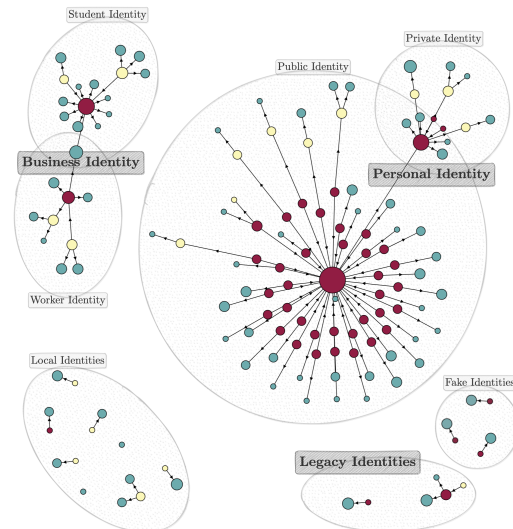 Student Identity
Private Identity
Public Identity
Business Identity
Personal Identity
Worker Identity
Local Identities
Fake Identities
Legacy Identities